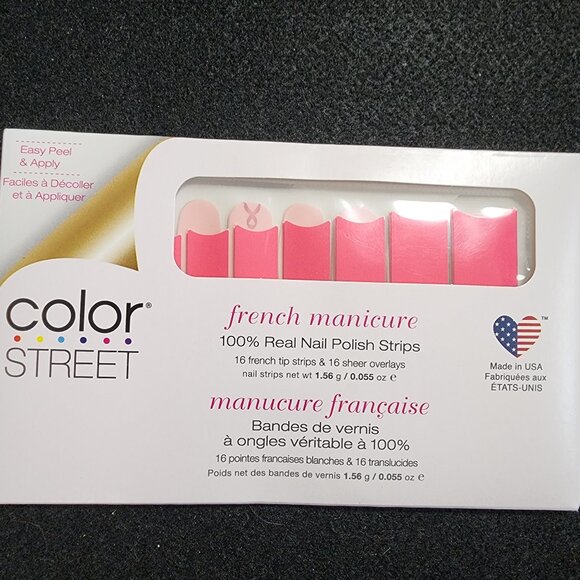 Easy Peel
& Apply
Faciles à Décoller
et à Appliquer
color®
STREET
french manicure
100% Real Nail Polish Strips
16 french tip strips & 16 sheer overlays
nail strips net wt 1.56 g / 0.055 oz ℮
manucure française
Bandes de vernis
à ongles véritable à 100%
16 pointes francaises blanches & 16 translucides
Poids net des bandes de vernis 1.56 g / 0.055 oz ℮
TM
Made in USA
Fabriquées aux
ÉTATS-UNIS